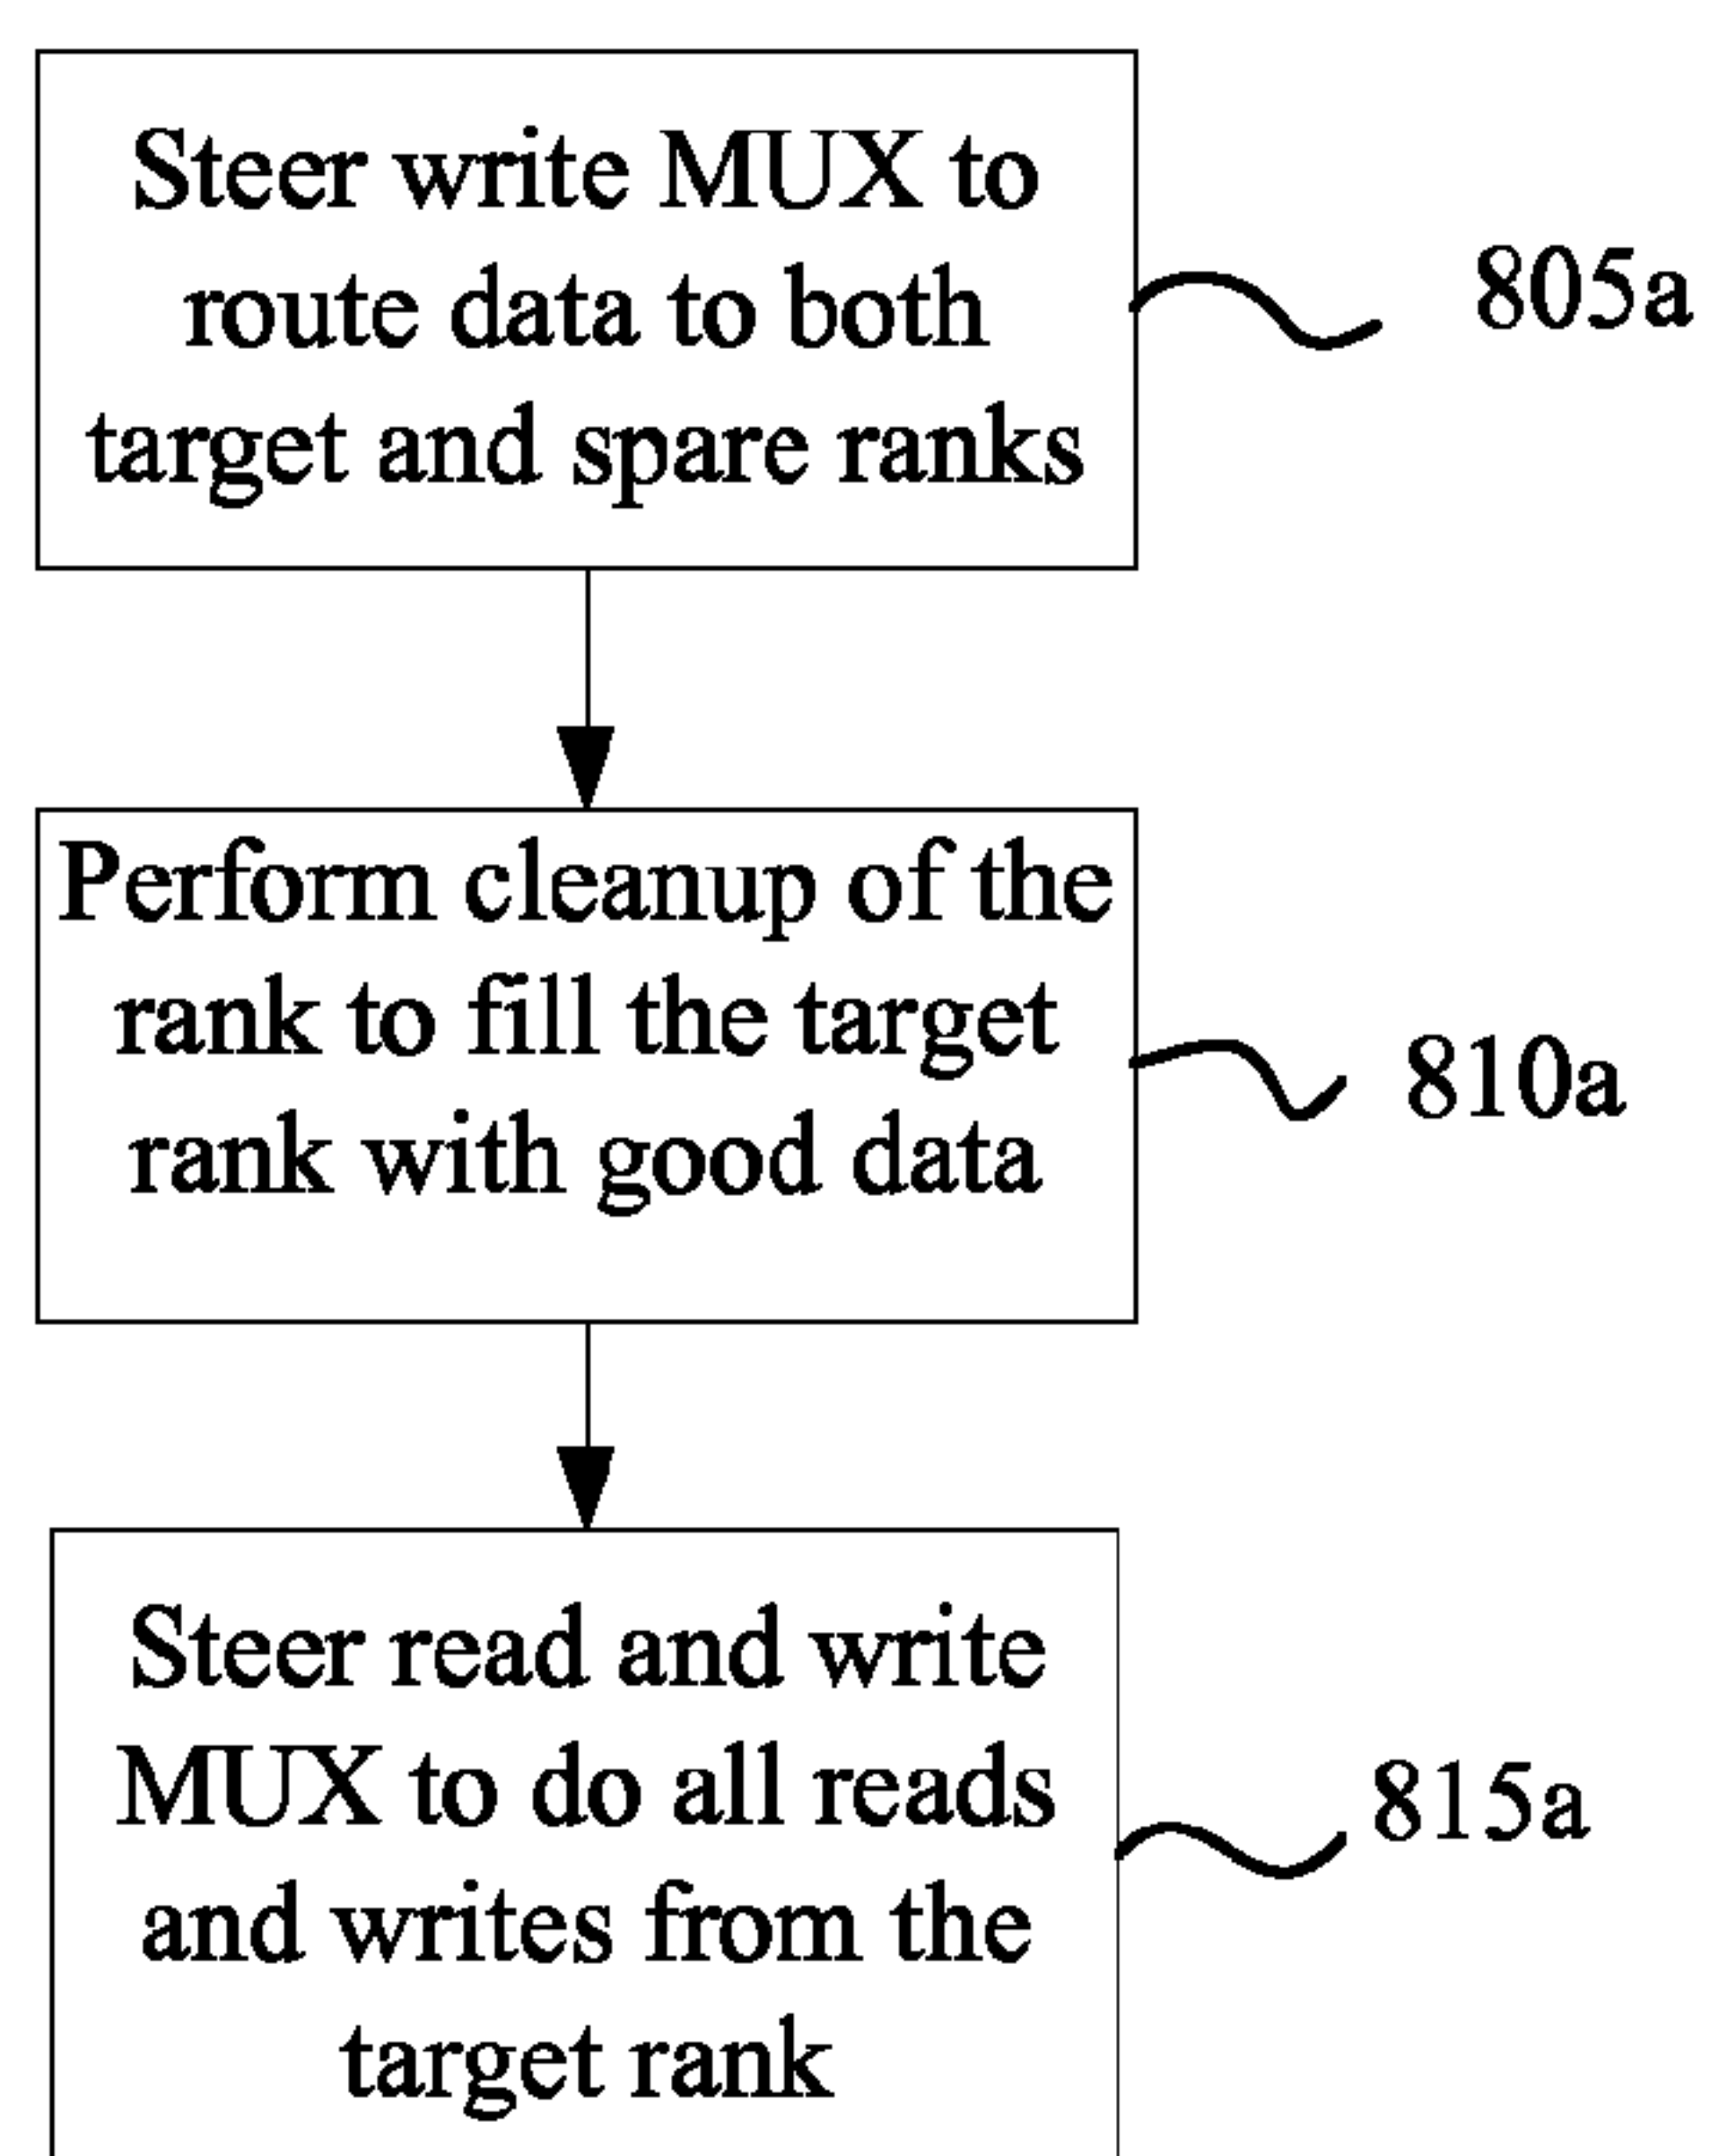 Steer write MUX to
route data to both
target and spare ranks
805a
Perform cleanup of the
rank to fill the target
rank with good data
810a
Steer read and write
MUX to do all reads
and writes from the
target rank
815a